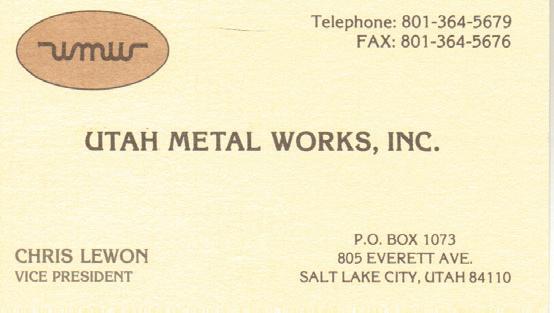 umw
Telephone: 801-364-5679
FAX: 801-364-5676
UTAH METAL WORKS, INC.
CHRIS LEWON
VICE PRESIDENT
P.O. BOX 1073
805 EVERETT AVE.
SALT LAKE CITY, UTAH 84110